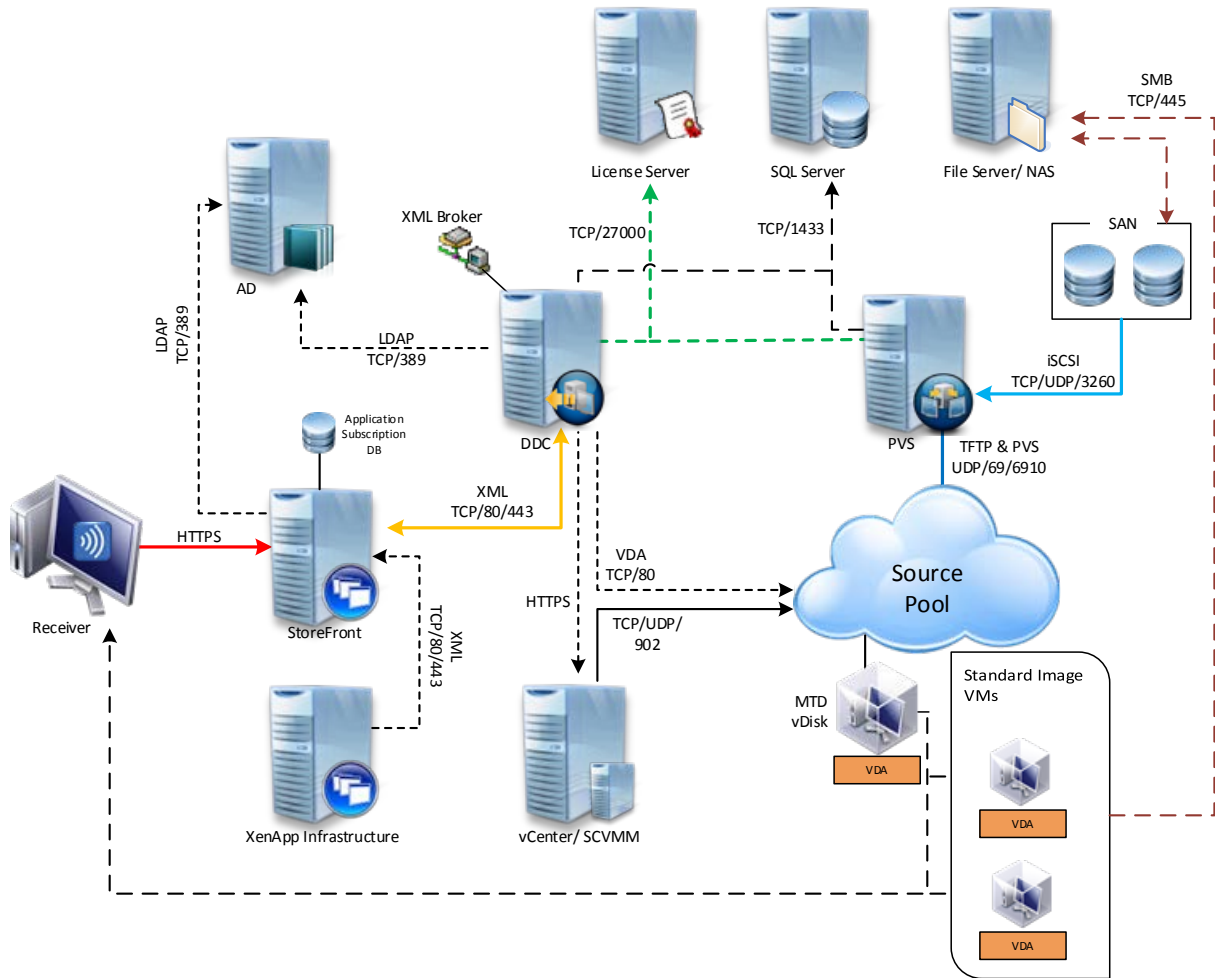 SMB
TCP/445
License Server
SQL Server
File Server/ NAS
XML Broker
TCP/27000
TCP/1433
SAN
AD
LDAP
TCP/389
LDAP
TCP/389
iSCSI
TCP/UDP/3260
Application
Subscription
DB
DDC
PVS
TFTP & PVS
UDP/69/6910
XML
TCP/80/443
HTTPS
VDA
TCP/80
Source
Pool
HTTPS
TCP/UDP/
902
Receiver
StoreFront
XML
TCP/80/443
Standard Image
VMs
MTD
vDisk
VDA
VDA
XenApp Infrastructure
vCenter/ SCVMM
VDA